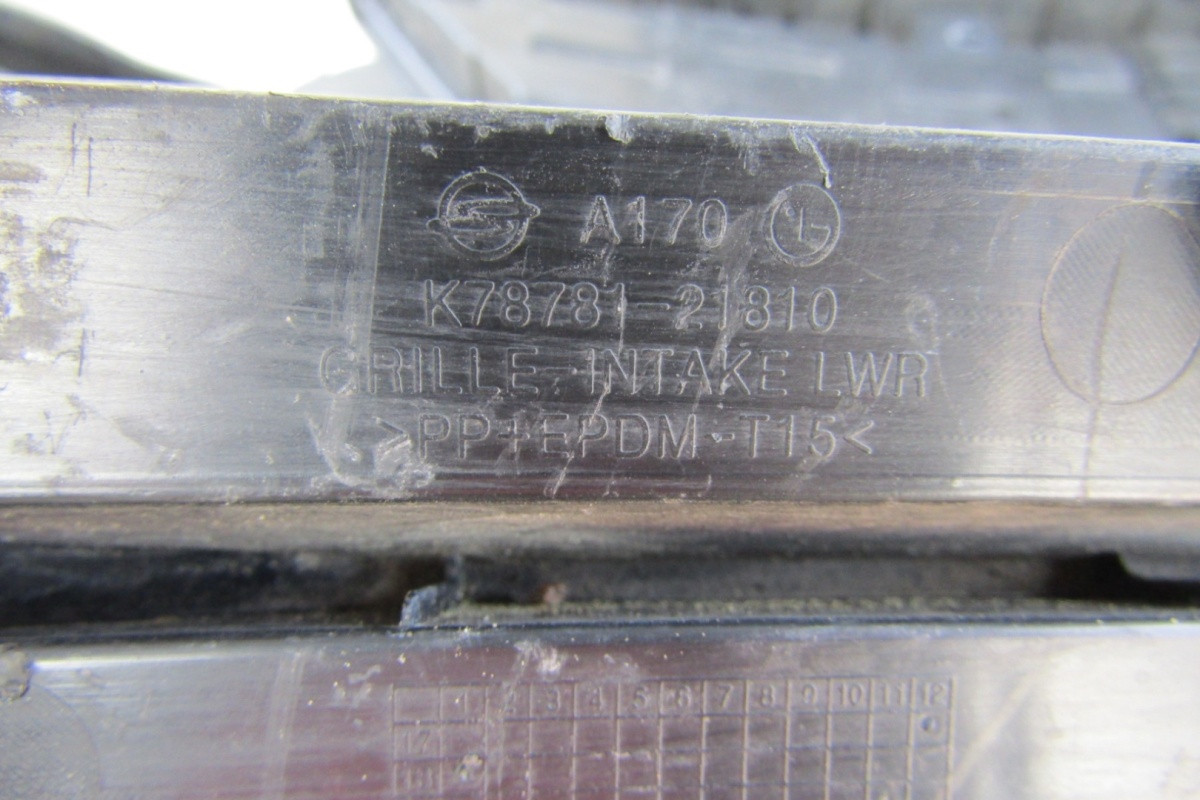 A170 L
K78781-21810
GRILLE-INTAKE LWR
>PP+EPDM-T15<
1 2 3 4 5 6 7 8 9 10 11 12
17